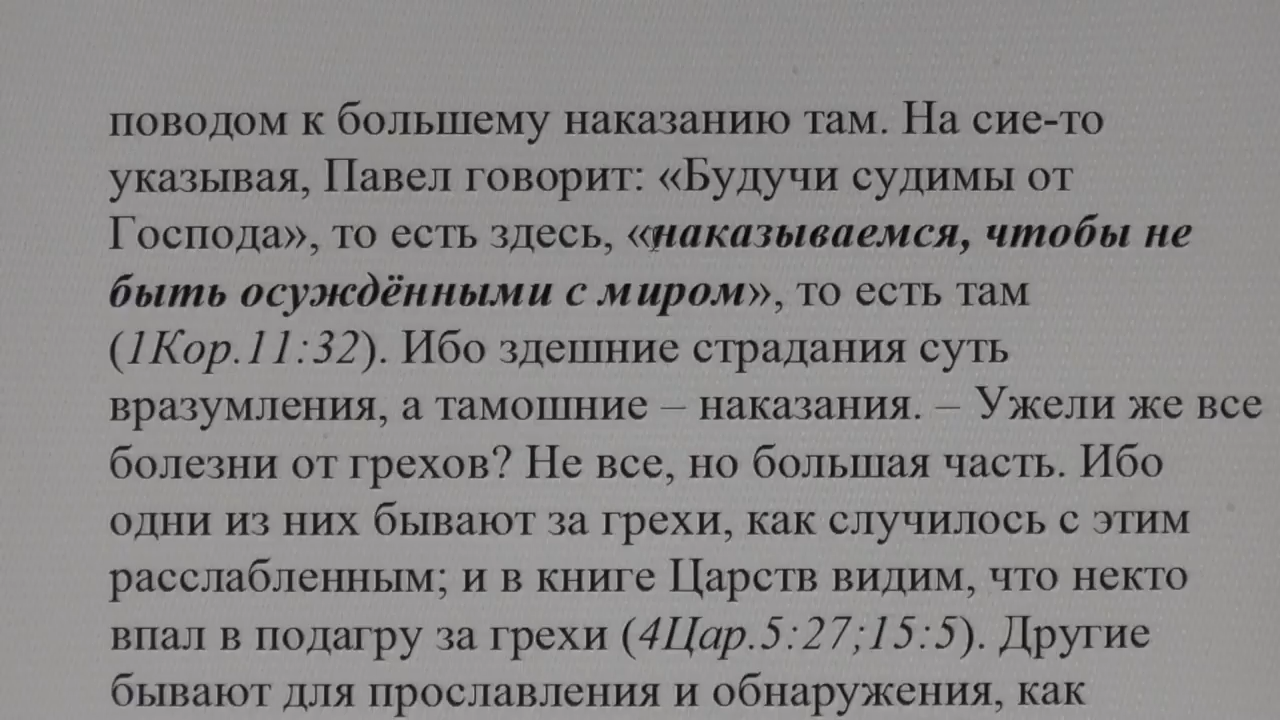 поводом к большему наказанию там. На сие-то
указывая, Павел говорит: «Будучи судимы от
Господа», то есть здесь, «наказываемся, чтобы не
быть осуждёнными с миром», то есть там
(1Кор.11:32). Ибо здешние страдания суть
вразумления, а тамошние – наказания. – Ужели же все
болезни от грехов? Не все, но большая часть. Ибо
одни из них бывают за грехи, как случилось с этим
расслабленным; и в книге Царств видим, что некто
впал в подагру за грехи (4Цар.5:27;15:5). Другие
бывают для прославления и обнаружения, как